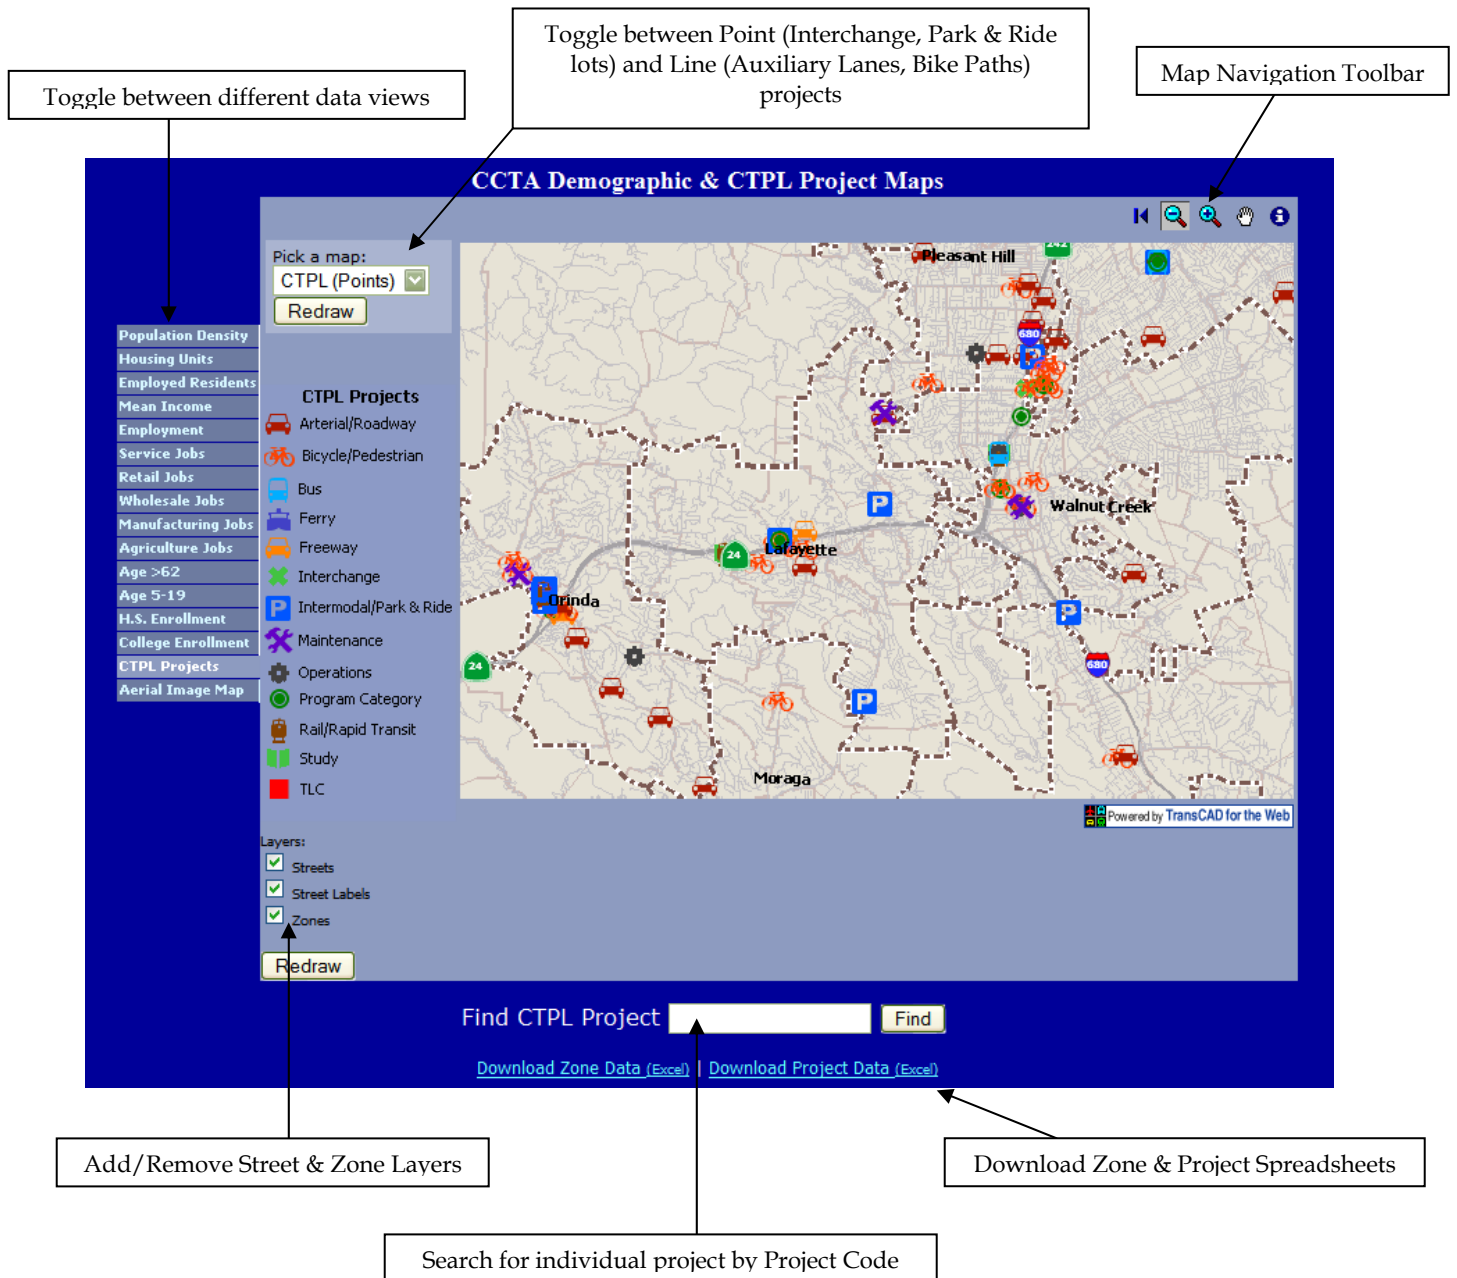 Toggle between Point (Interchange, Park & Ride
lots) and Line (Auxiliary Lanes, Bike Paths)
projects
Toggle between different data views
Map Navigation Toolbar
CCTA Demographic & CTPL Project Maps
Pick a map:
CTPL (Points)
Redraw
Population Density
Housing Units
Employed Residents
Mean Income
Employment
Service Jobs
Retail Jobs
Wholesale Jobs
Manufacturing Jobs
Agriculture Jobs
Age >62
Age 5-19
H.S. Enrollment
College Enrollment
CTPL Projects
Aerial Image Map
CTPL Projects
Arterial/Roadway
Bicycle/Pedestrian
Bus
Ferry
Freeway
Interchange
P Intermodal/Park & Ride
Maintenance
Operations
Program Category
Rail/Rapid Transit
Study
TLC
Pleasant Hill
242
680
P
P
Walnut Creek
24
Lafayette
P
Orinda
P
680
24
P
Moraga
Powered by TransCAD for the Web
Layers:
Streets
Street Labels
Zones
Redraw
Find CTPL Project
Find
Download Zone Data (Excel) | Download Project Data (Excel)
Add/Remove Street & Zone Layers
Download Zone & Project Spreadsheets
Search for individual project by Project Code